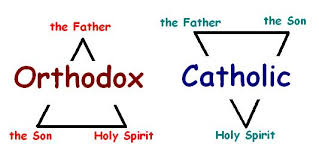 the Father
Orthodox
the Son Holy Spirit
the Father the Son
Catholic
Holy Spirit